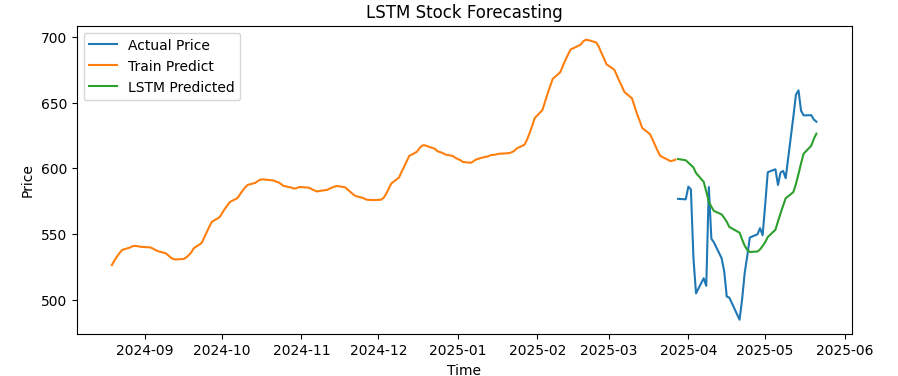 LSTM Stock Forecasting
Actual Price
Train Predict
LSTM Predicted
700
650
600
550
500
Price
2024-09 2024-10 2024-11 2024-12 2025-01 2025-02 2025-03 2025-04 2025-05 2025-06
Time